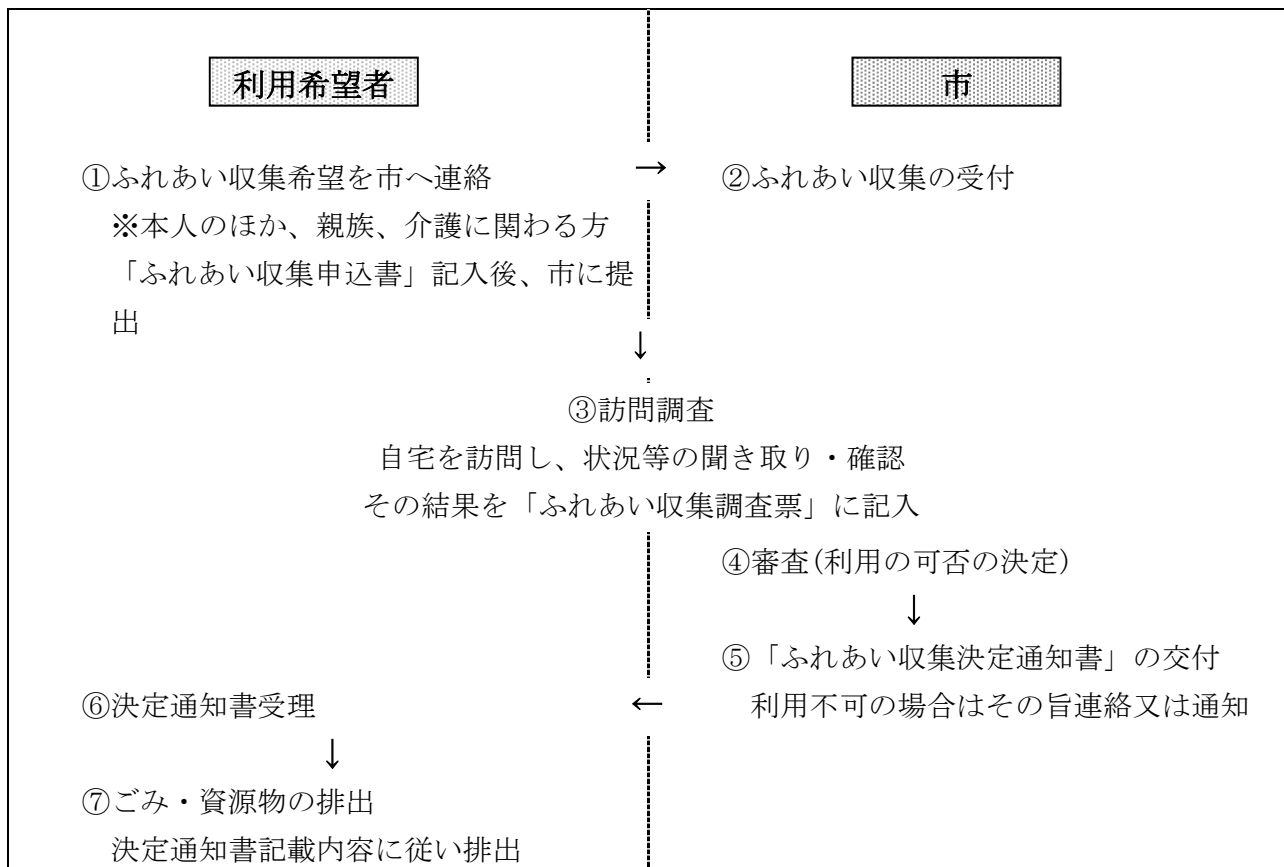 利用希望者
市
①ふれあい収集希望を市へ連絡
→
②ふれあい収集の受付
※本人のほか、親族、介護に関わる方
「ふれあい収集申込書」記入後、市に提
出
↓
③訪問調査
自宅を訪問し、状況等の聞き取り・確認
その結果を「ふれあい収集調査票」に記入
④審査(利用の可否の決定)
↓
⑤「ふれあい収集決定通知書」の交付
⑥決定通知書受理
←
利用不可の場合はその旨連絡又は通知
↓
⑦ごみ・資源物の排出
決定通知書記載内容に従い排出